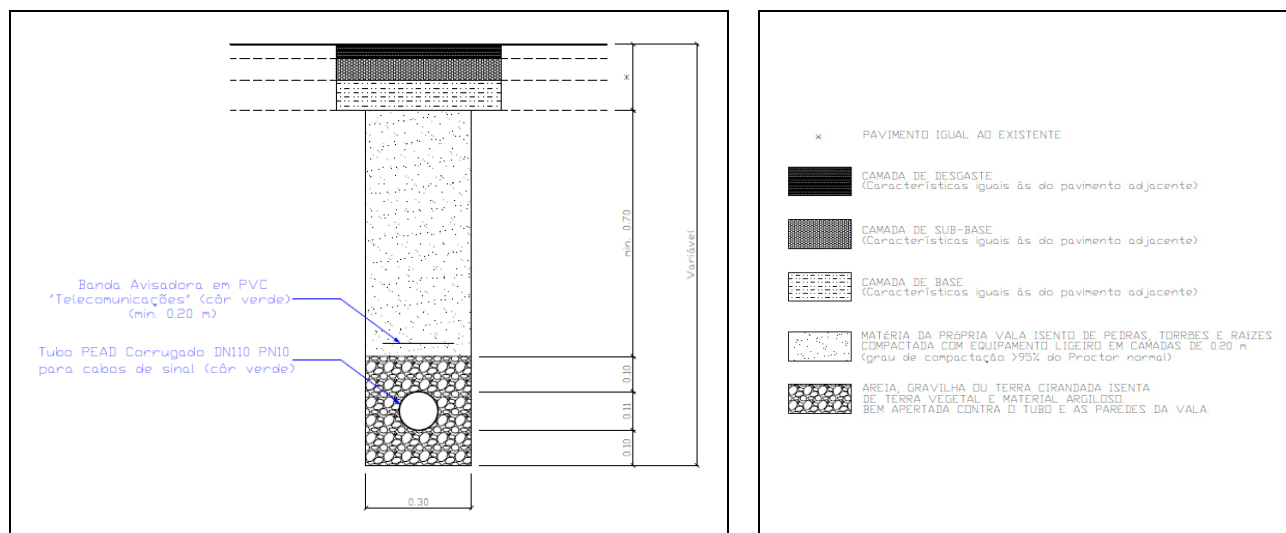 *
min. 0.70
Variável
Banda Avisadora em PVC
"Telecomunicações" (côr verde)
(min. 0.20 m)
Tubo PEAD Corrugado DN110 PN10
para cabos de sinal (côr verde)
0.10
0.11
0.10
0.30
* PAVIMENTO IGUAL AO EXISTENTE
CAMADA DE DESGASTE
(Características iguais às do pavimento adjacente)
CAMADA DE SUB-BASE
(Características iguais às do pavimento adjacente)
CAMADA DE BASE
(Características iguais às do pavimento adjacente)
MATÉRIA DA PRÓPRIA VALA ISENTO DE PEDRAS, TORRÕES E RAÍZES
COMPACTADA COM EQUIPAMENTO LIGEIRO EM CAMADAS DE 0.20 m
(grau de compactação >95% do Proctor normal)
AREIA, GRAVILHA OU TERRA CIRANDADA ISENTA
DE TERRA VEGETAL E MATERIAL ARGILOSO.
BEM APERTADA CONTRA O TUBO E AS PAREDES DA VALA.